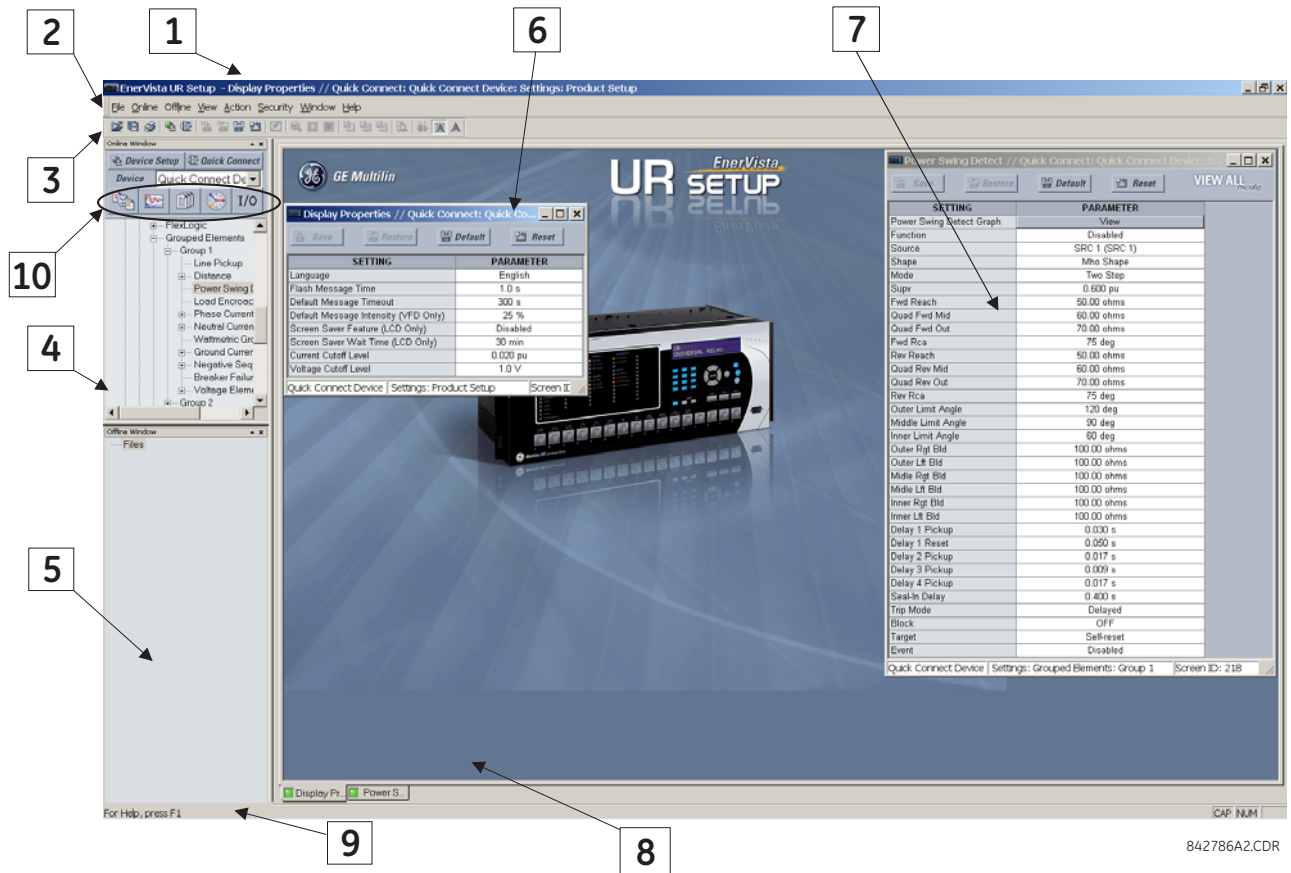 2
1
6
7
EnerVista UR Setup - Display Properties // Quick Connect: Quick Connect Device: Settings: Product Setup
File Online Offline View Action Security Window Help
3
Online Window
Device Setup Quick Connect
Device Quick Connect De
I/O
10
FlexLogic
Grouped Elements
Group 1
Line Pickup
Distance
Power Swing
Load Encroac
Phase Current
Neutral Curren
Wattmetric Grc
Ground Currer
Negative Seq
Breaker Failur
Voltage Eleme
Group 2
4
Offline Window
Files
5
GE Multilin
EnerVista
UR SETUP
Display Properties // Quick Connect: Quick Co...
Save Restore Default Reset
SETTING PARAMETER
Language English
Flash Message Time 1.0 s
Default Message Timeout 300 s
Default Message Intensity (VFD Only) 25 %
Screen Saver Feature (LCD Only) Disabled
Screen Saver Wait Time (LCD Only) 30 min
Current Cutoff Level 0.020 pu
Voltage Cutoff Level 1.0 V
Quick Connect Device Settings: Product Setup Screen ID
UNIVERSAL RELAY
Power Swing Detect // Quick Connect: Quick Connect Device: S...
Save Restore Default Reset VIEW ALL mode
SETTING PARAMETER
Power Swing Detect Graph View
Function Disabled
Source SRC 1 (SRC 1)
Shape Mho Shape
Mode Two Step
Supv 0.600 pu
Fwd Reach 50.00 ohms
Quad Fwd Mid 60.00 ohms
Quad Fwd Out 70.00 ohms
Fwd Rca 75 deg
Rev Reach 50.00 ohms
Quad Rev Mid 60.00 ohms
Quad Rev Out 70.00 ohms
Rev Rca 75 deg
Outer Limit Angle 120 deg
Middle Limit Angle 90 deg
Inner Limit Angle 60 deg
Outer Rgt Bld 100.00 ohms
Outer Lft Bld 100.00 ohms
Midle Rgt Bld 100.00 ohms
Midle Lft Bld 100.00 ohms
Inner Rgt Bld 100.00 ohms
Inner Lft Bld 100.00 ohms
Delay 1 Pickup 0.030 s
Delay 1 Reset 0.050 s
Delay 2 Pickup 0.017 s
Delay 3 Pickup 0.009 s
Delay 4 Pickup 0.017 s
Seal-In Delay 0.400 s
Trip Mode Delayed
Block OFF
Target Self-reset
Event Disabled
Quick Connect Device Settings: Grouped Elements: Group 1 Screen ID: 218
Display Pr... Power S...
For Help, press F1
CAP NUM
9
8
842786A2.CDR